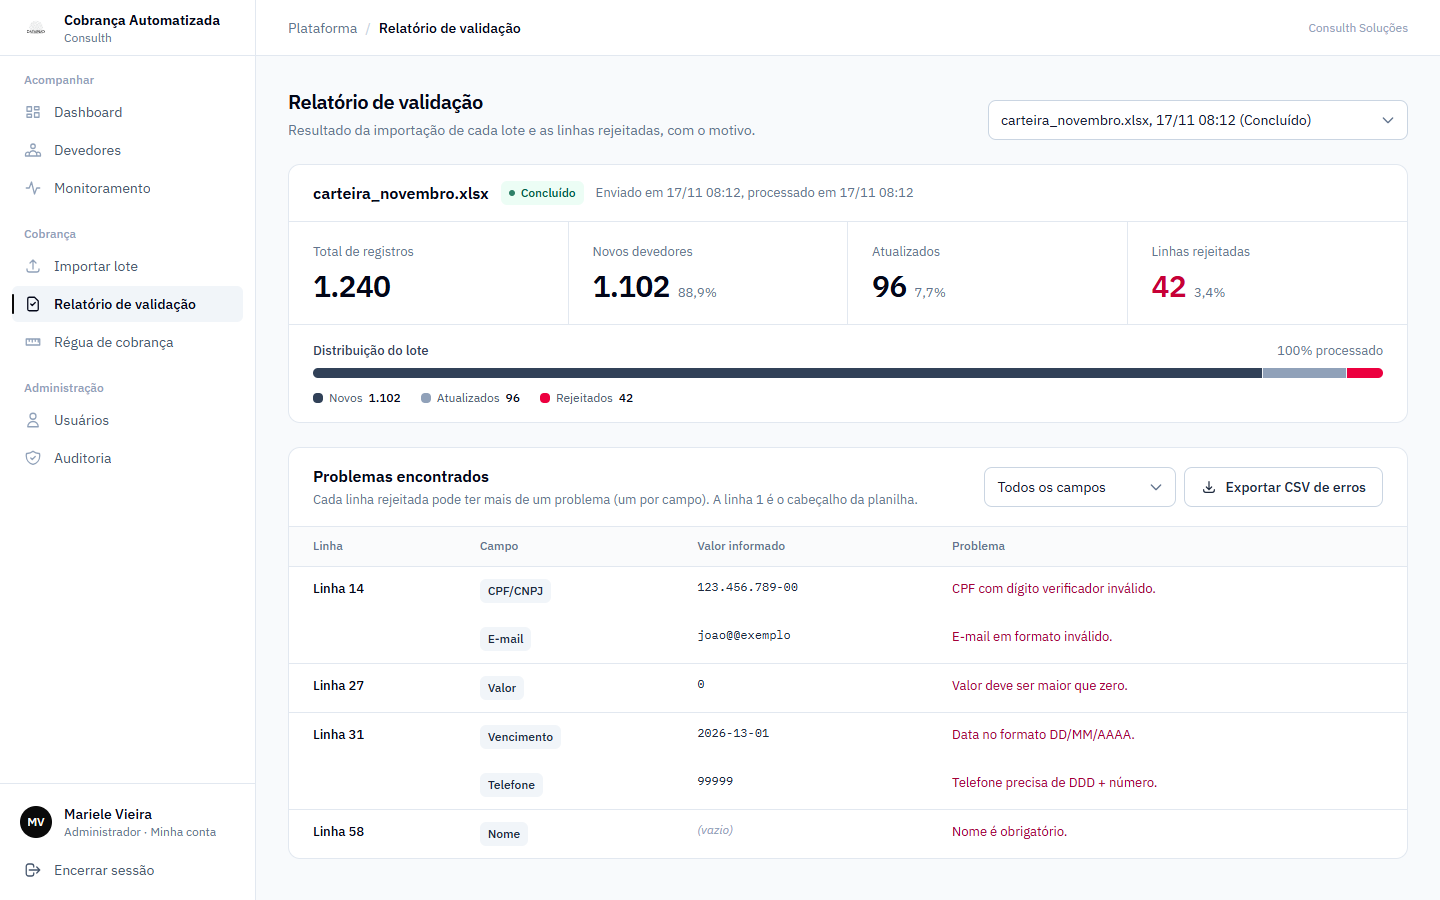 Cobrança Automatizada
Consulth
Acompanhar
Dashboard
Devedores
Monitoramento
Cobrança
Importar lote
Relatório de validação
Régua de cobrança
Administração
Usuários
Auditoria
MV
Mariele Vieira
Administrador · Minha conta
Encerrar sessão
Plataforma / Relatório de validação
Consulth Soluções
Relatório de validação
Resultado da importação de cada lote e as linhas rejeitadas, com o motivo.
carteira_novembro.xlsx, 17/11 08:12 (Concluído)
carteira_novembro.xlsx Concluído Enviado em 17/11 08:12, processado em 17/11 08:12
Total de registros
1.240
Novos devedores
1.102 88,9%
Atualizados
96 7,7%
Linhas rejeitadas
42 3,4%
Distribuição do lote 100% processado
Novos 1.102 Atualizados 96 Rejeitados 42
Problemas encontrados
Cada linha rejeitada pode ter mais de um problema (um por campo). A linha 1 é o cabeçalho da planilha.
Todos os campos
Exportar CSV de erros
Linha Campo Valor informado Problema
Linha 14 CPF/CNPJ 123.456.789-00 CPF com dígito verificador inválido.
E-mail joao@@exemplo E-mail em formato inválido.
Linha 27 Valor 0 Valor deve ser maior que zero.
Linha 31 Vencimento 2026-13-01 Data no formato DD/MM/AAAA.
Telefone 99999 Telefone precisa de DDD + número.
Linha 58 Nome (vazio) Nome é obrigatório.